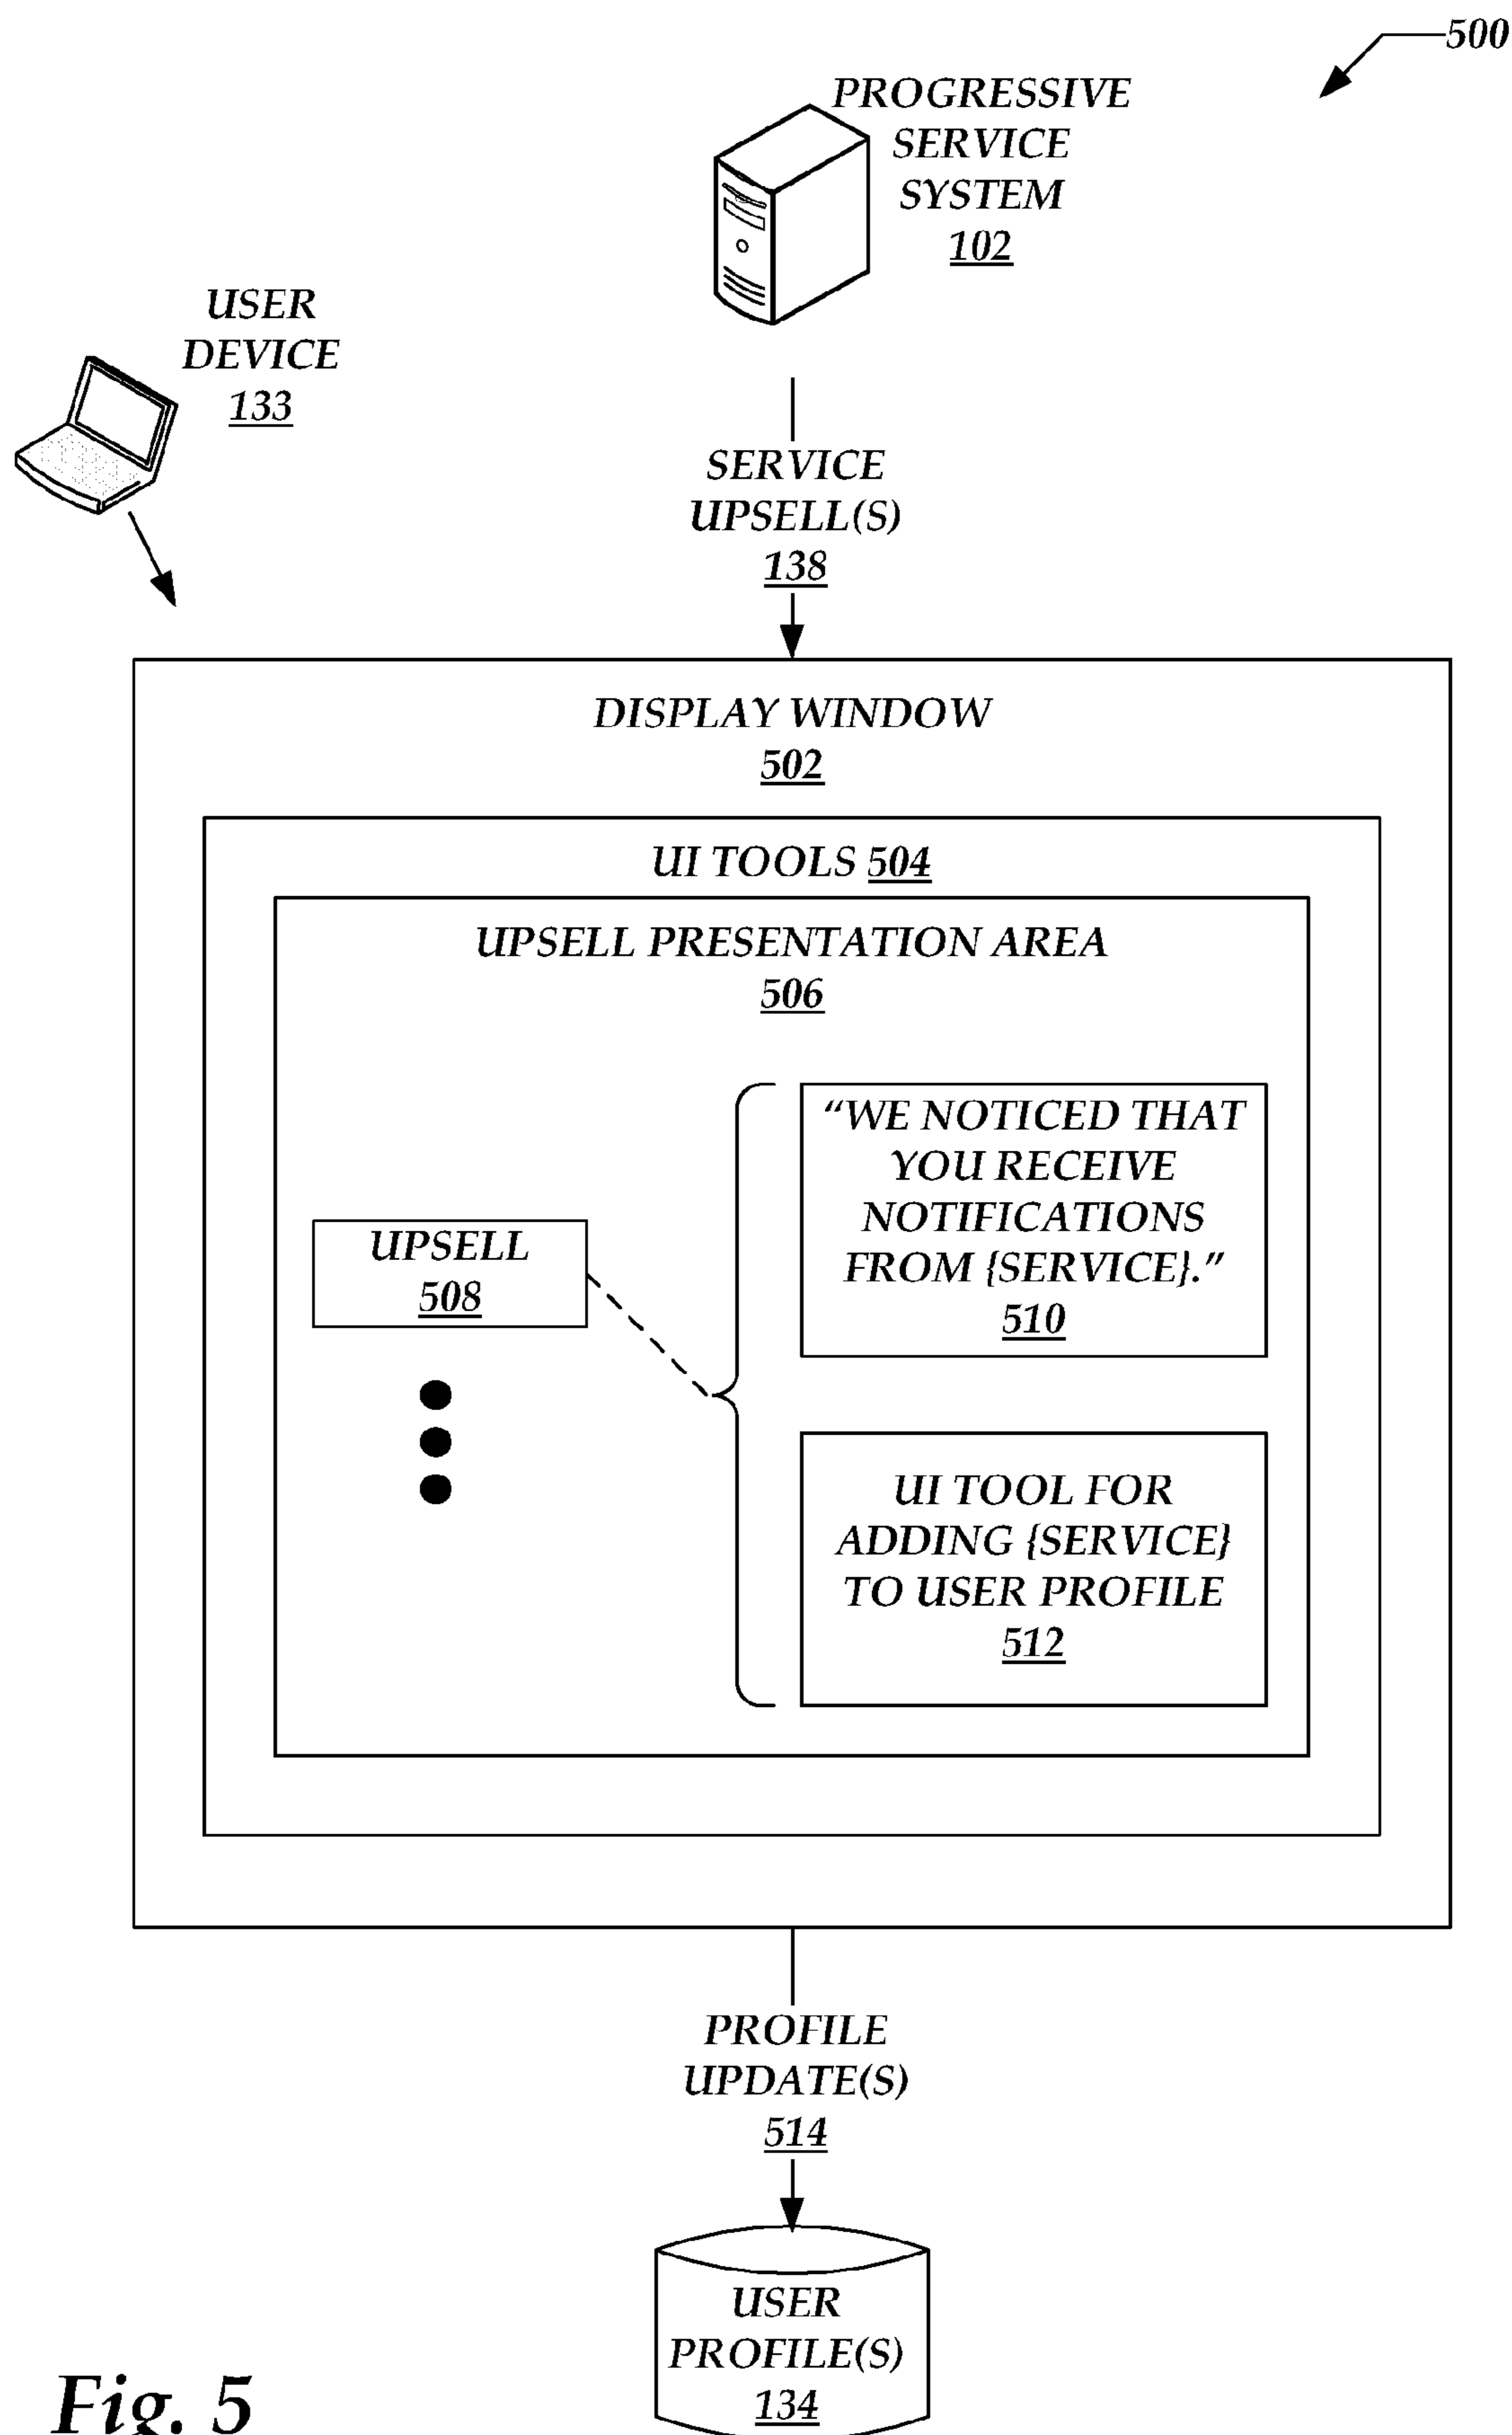 500
PROGRESSIVE
SERVICE
SYSTEM
102
USER
DEVICE
133
SERVICE
UPSELL(S)
138
DISPLAY WINDOW
502
UI TOOLS 504
UPSELL PRESENTATION AREA
506
"WE NOTICED THAT
YOU RECEIVE
NOTIFICATIONS
FROM {SERVICE}."
510
UPSELL
508
UI TOOL FOR
ADDING {SERVICE}
TO USER PROFILE
512
PROFILE
UPDATE(S)
514
USER
PROFILE(S)
134
Fig. 5